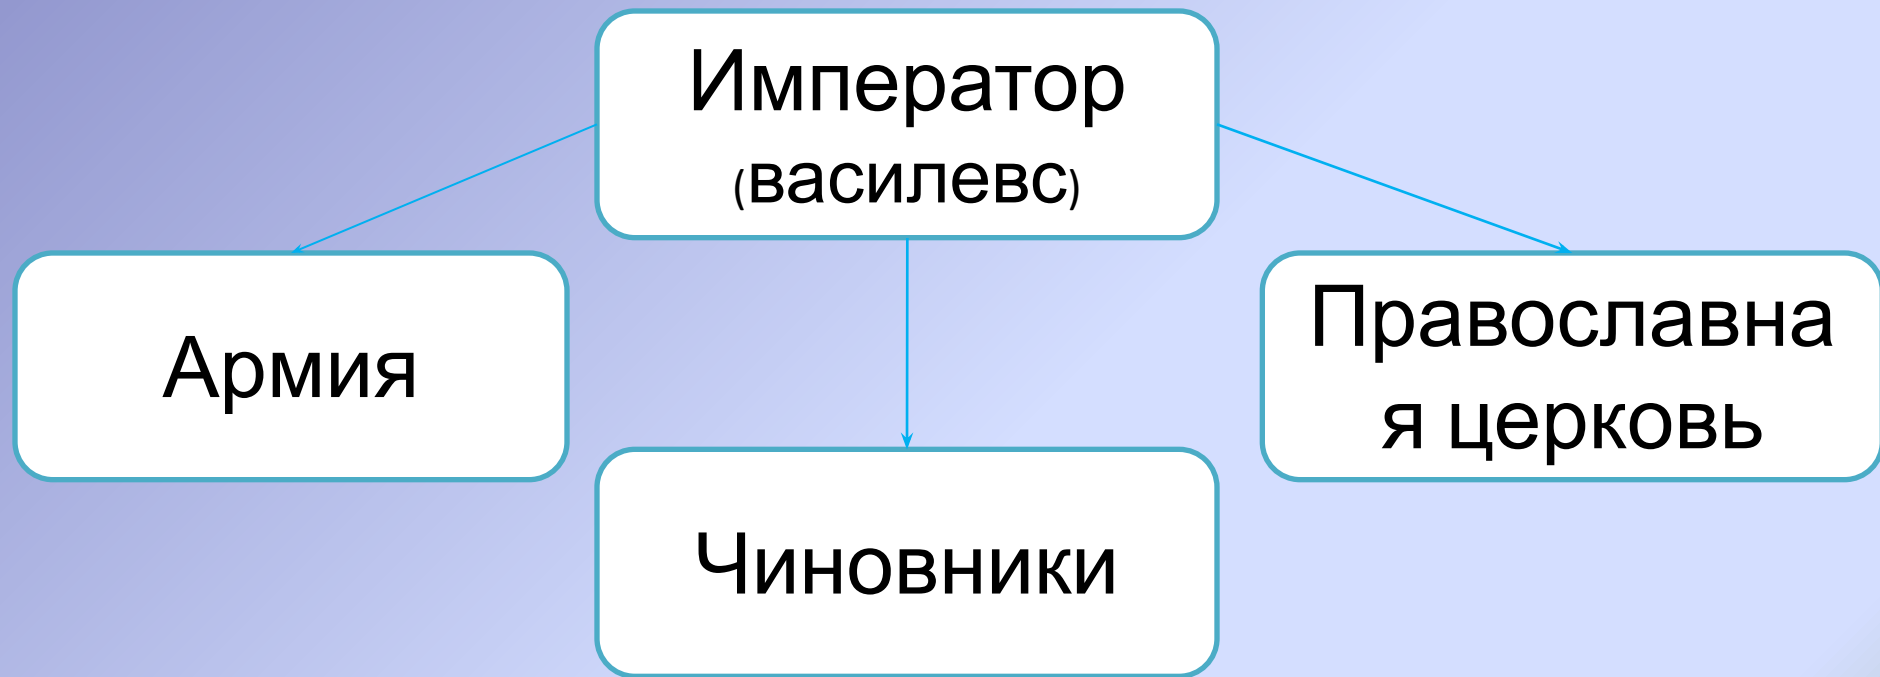 Император
(василевс)
Армия
Православна
я церковь
Чиновники